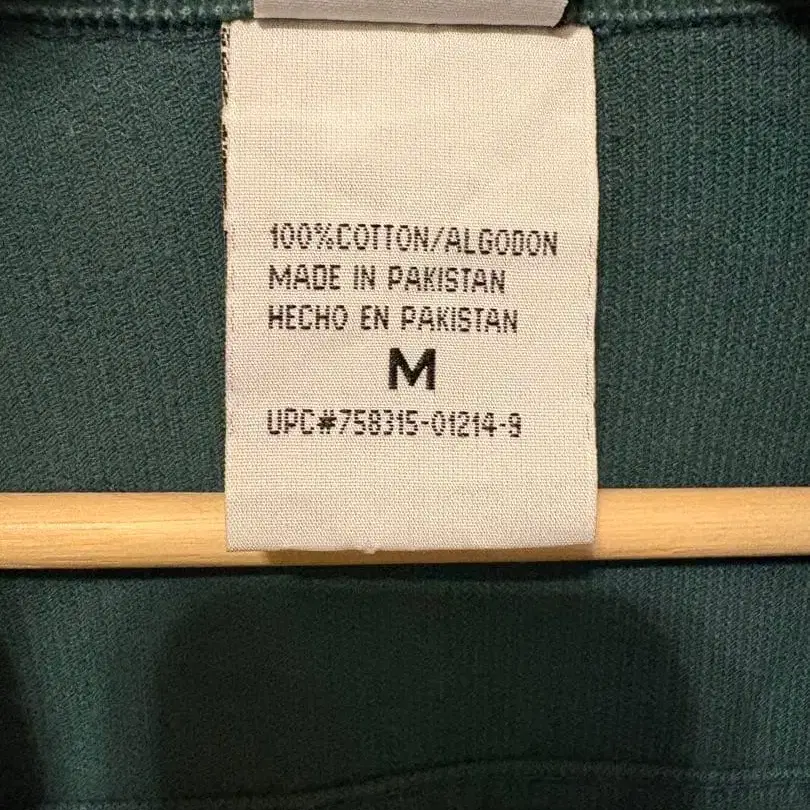 100%COTTON/ALGODON
MADE IN PAKISTAN
HECHO EN PAKISTAN
M
UPC#758315-01214-9